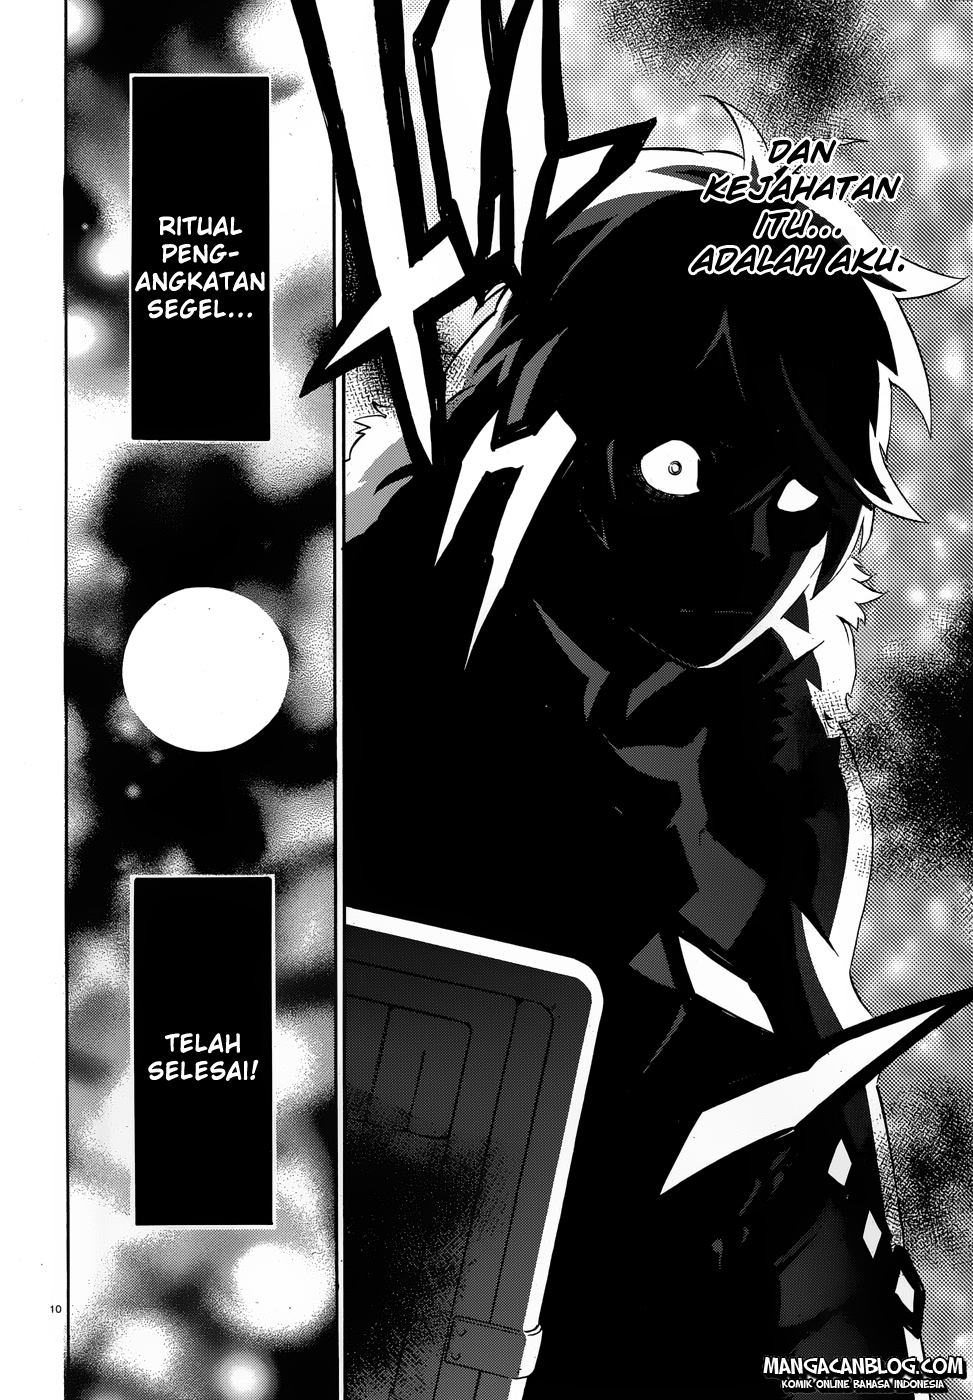 DAN
KEJAHATAN
ITU....
ADALAH AKU.
RITUAL
PENG-
ANGKATAN
SEGEL...
TELAH
SELESAI!
10
MANGACANBLOG.COM
KOMIK ONLINE BAHASA INDONESIA